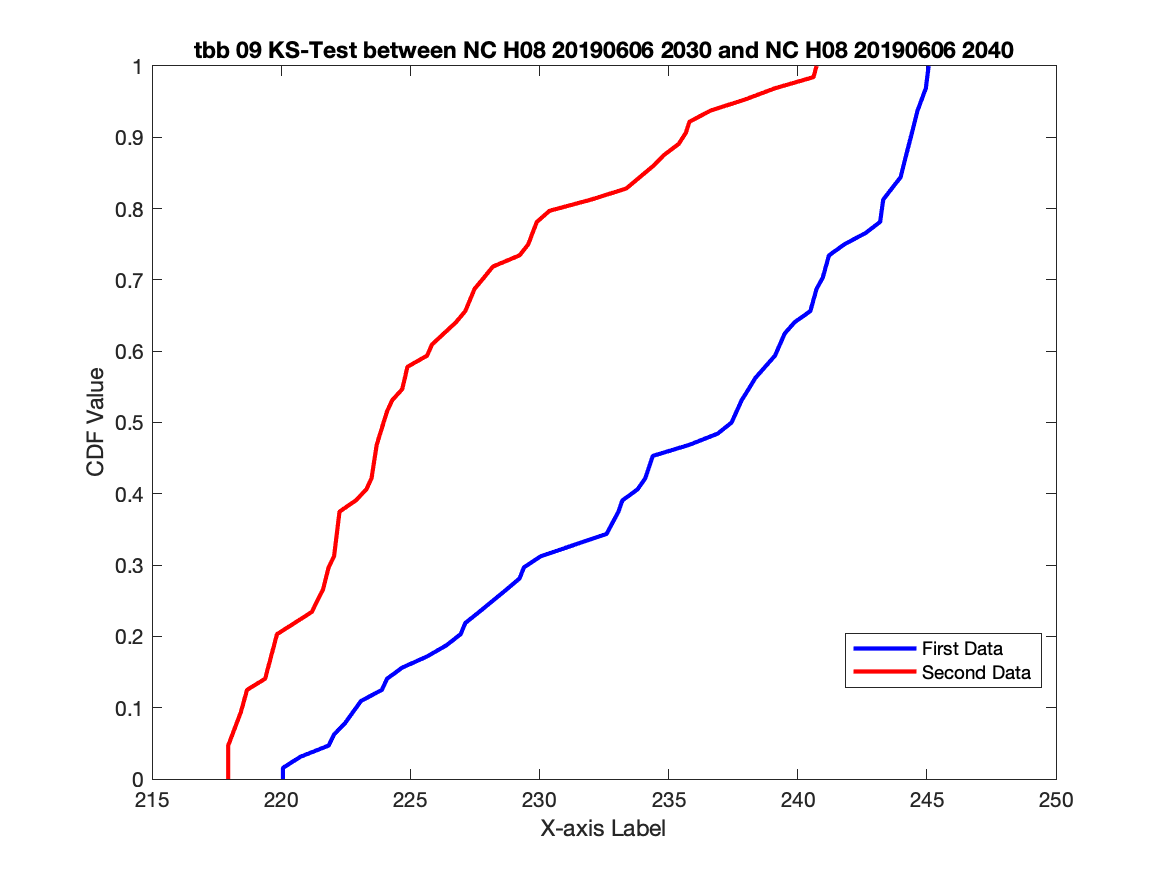 tbb 09 KS-Test between NC H08 20190606 2030 and NC H08 20190606 2040
1
0.9
0.8
0.7
0.6
0.5
0.4
0.3
0.2
0.1
0
CDF Value
First Data
Second Data
215 220 225 230 235 240 245 250
X-axis Label